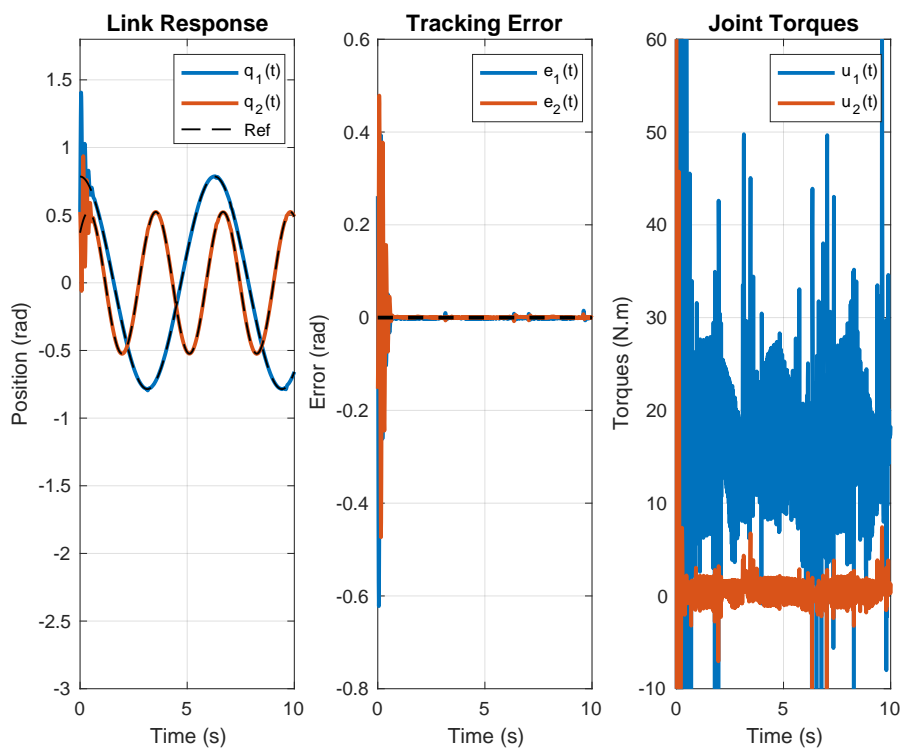 Link Response
q1(t)
q2(t)
Ref
1.5
1
0.5
0
-0.5
-1
-1.5
-2
-2.5
-3
Position (rad)
0
5
10
Time (s)
Tracking Error
e1(t)
e2(t)
0.6
0.4
0.2
0
-0.2
-0.4
-0.6
-0.8
Error (rad)
0
5
10
Time (s)
Joint Torques
u1(t)
u2(t)
60
50
40
30
20
10
0
-10
Torques (N.m)
0
5
10
Time (s)